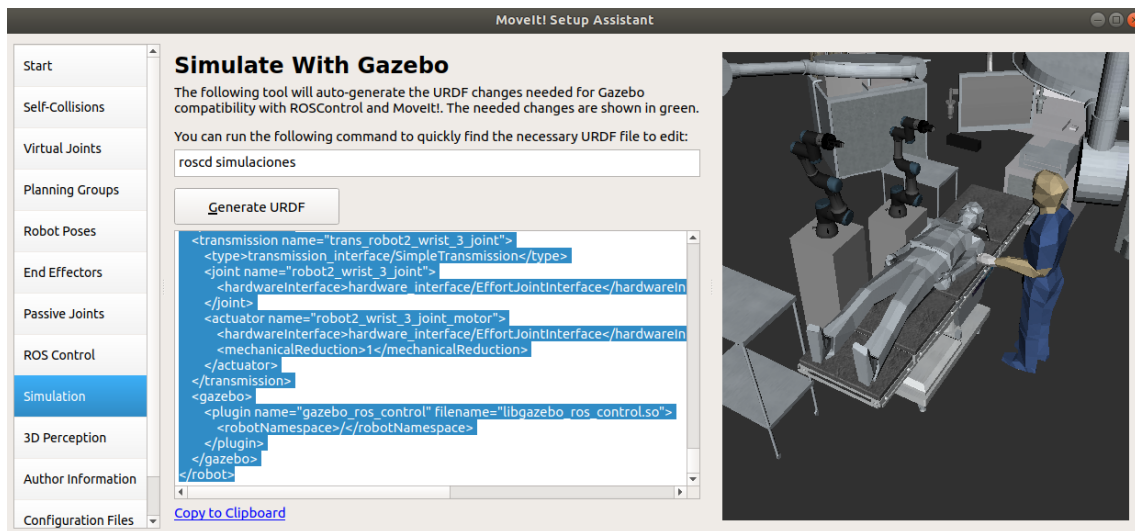 MoveIt! Setup Assistant
Start
Self-Collisions
Virtual Joints
Planning Groups
Robot Poses
End Effectors
Passive Joints
ROS Control
Simulation
3D Perception
Author Information
Configuration Files
Simulate With Gazebo
The following tool will auto-generate the URDF changes needed for Gazebo
compatibility with ROSControl and MoveIt!. The needed changes are shown in green.
You can run the following command to quickly find the necessary URDF file to edit:
roscd simulaciones
Generate URDF
<transmission name="trans_robot2_wrist_3_joint">
<type>transmission_interface/SimpleTransmission</type>
<joint name="robot2_wrist_3_joint">
<hardwareInterface>hardware_interface/EffortJointInterface</hardwareIn
</joint>
<actuator name="robot2_wrist_3_joint_motor">
<hardwareInterface>hardware_interface/EffortJointInterface</hardwareIn
<mechanicalReduction>1</mechanicalReduction>
</actuator>
</transmission>
<gazebo>
<plugin name="gazebo_ros_control" filename="libgazebo_ros_control.so">
<robotNamespace>/</robotNamespace>
</plugin>
</gazebo>
</robot>
Copy to Clipboard